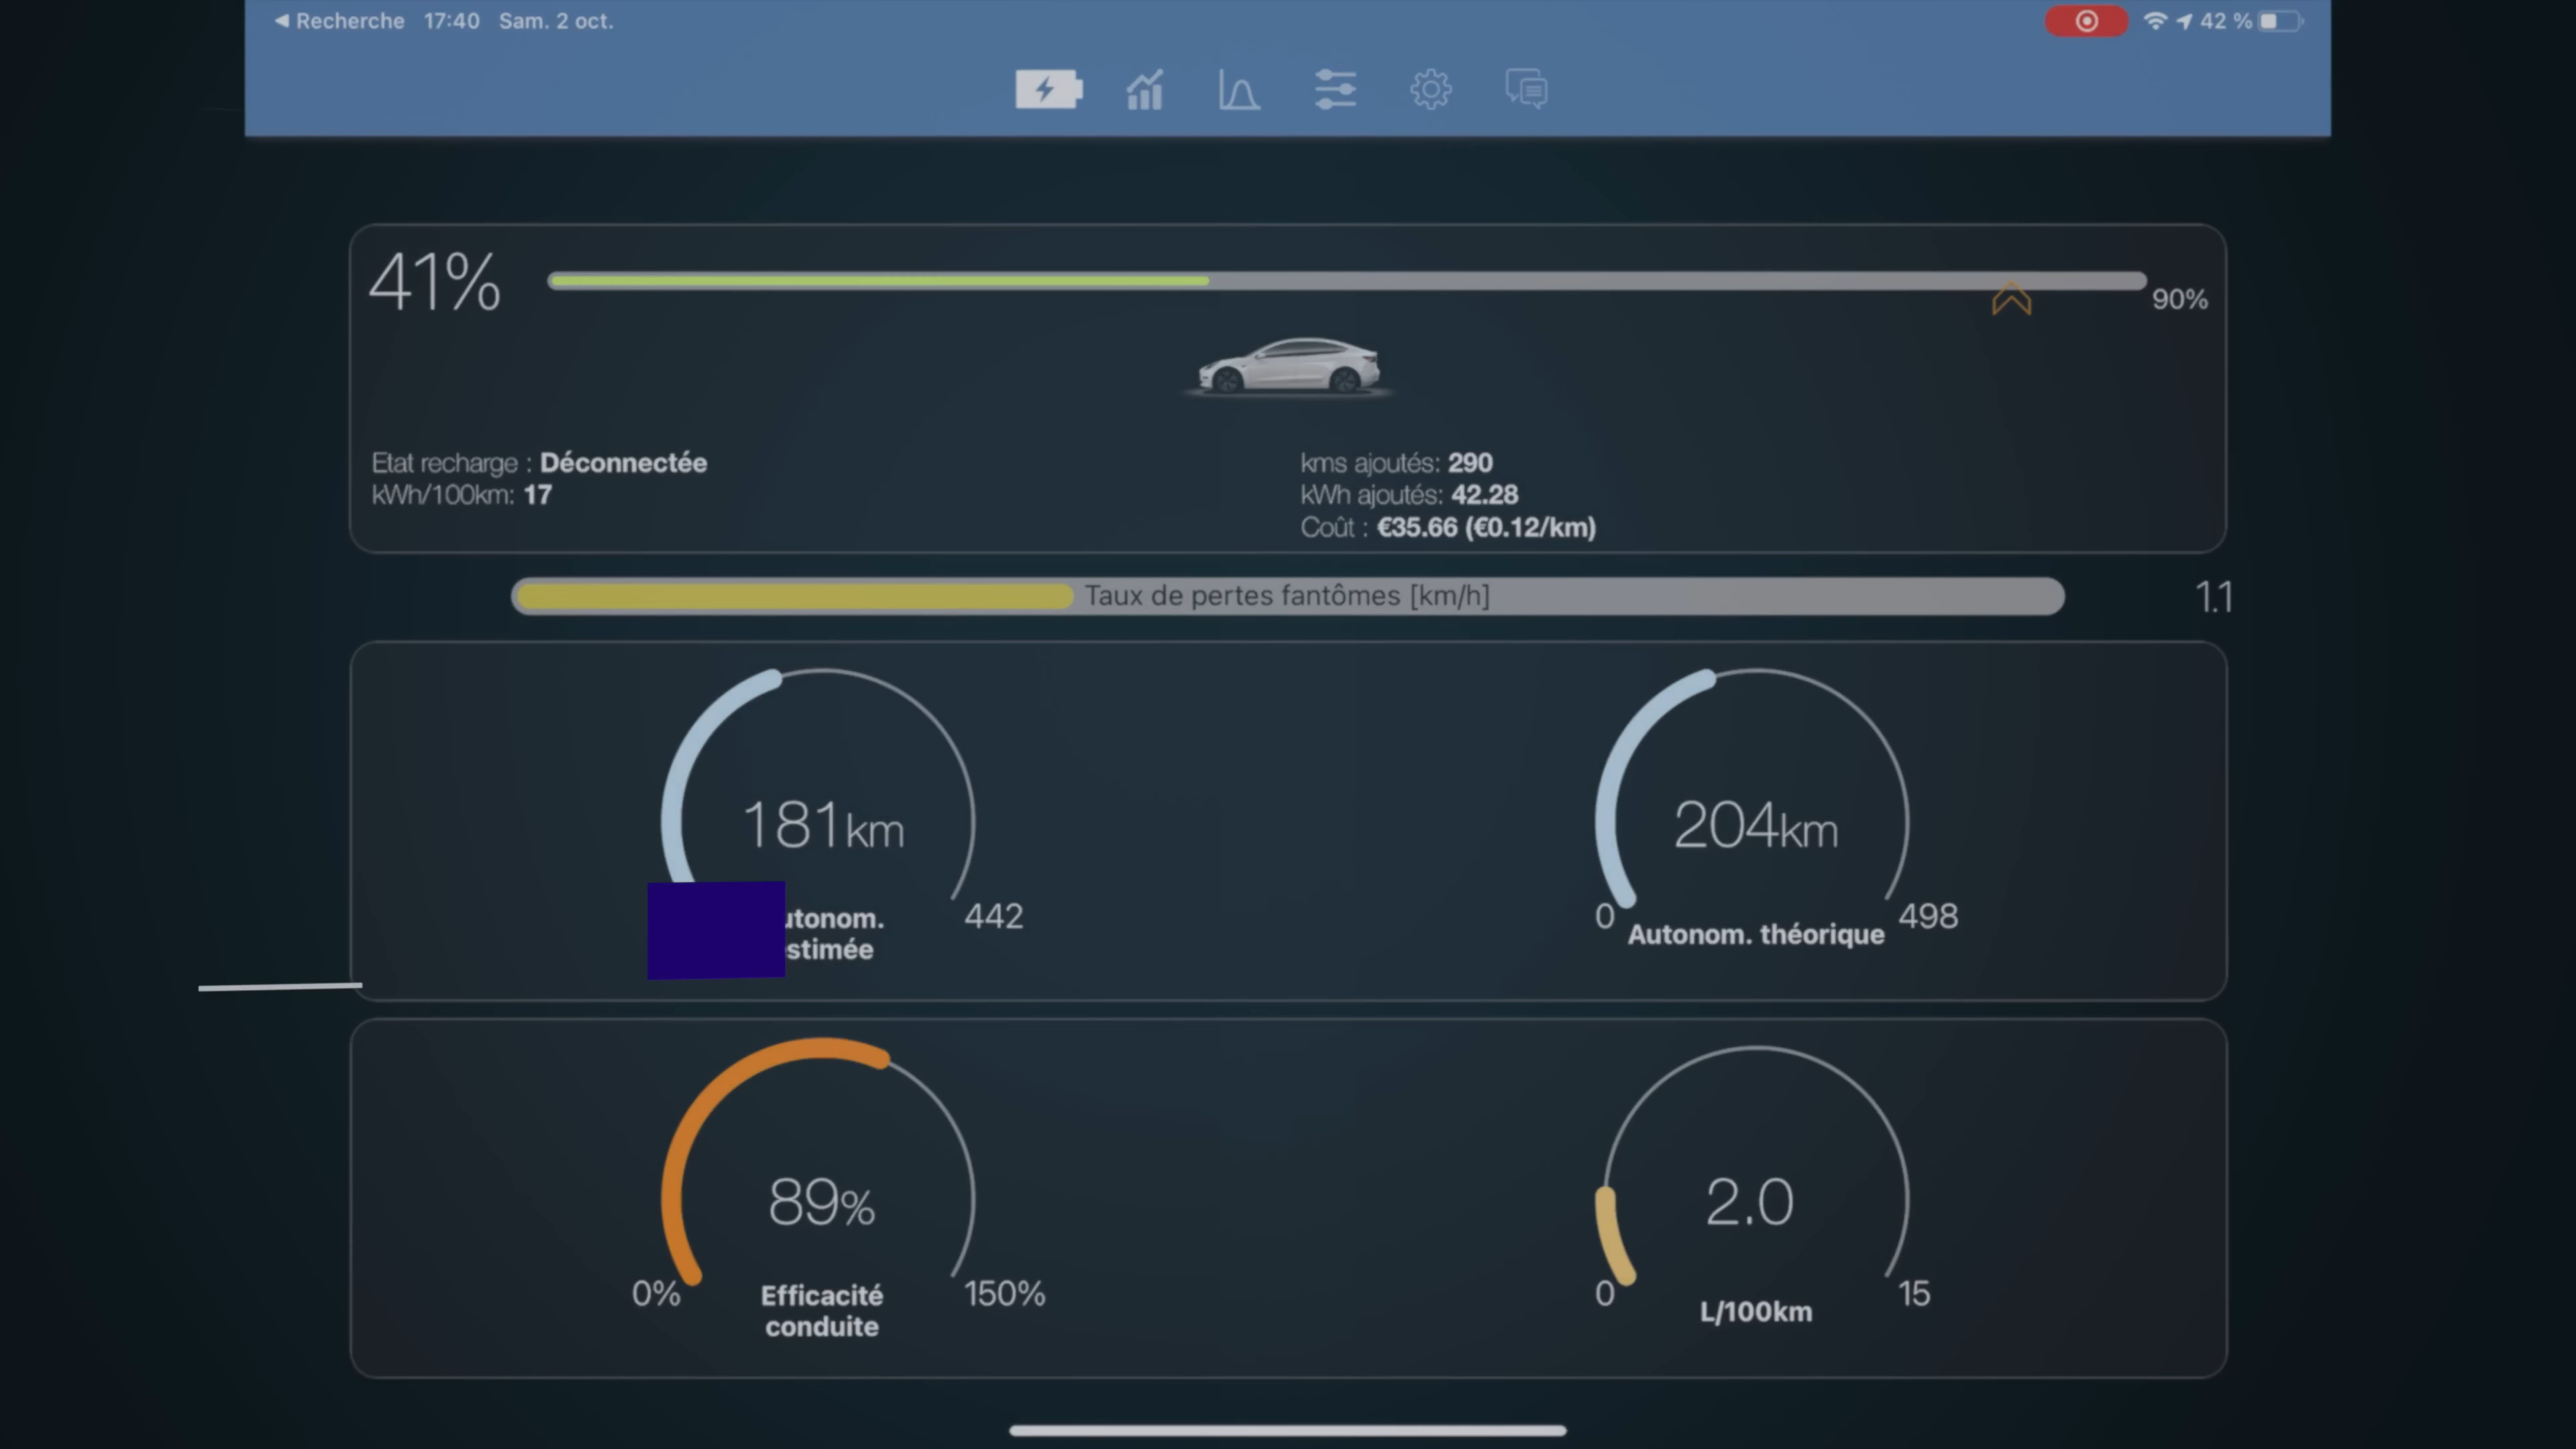 ◀ Recherche 17:40 Sam. 2 oct.
42 %
41%
90%
Etat recharge : Déconnectée
kWh/100km: 17
kms ajoutés: 290
kWh ajoutés: 42.28
Coût : €35.66 (€0.12/km)
Taux de pertes fantômes [km/h]
1.1
181km
442
204km
0
Autonom. théorique
498
89%
0%
Efficacité
conduite
150%
2.0
0
L/100km
15